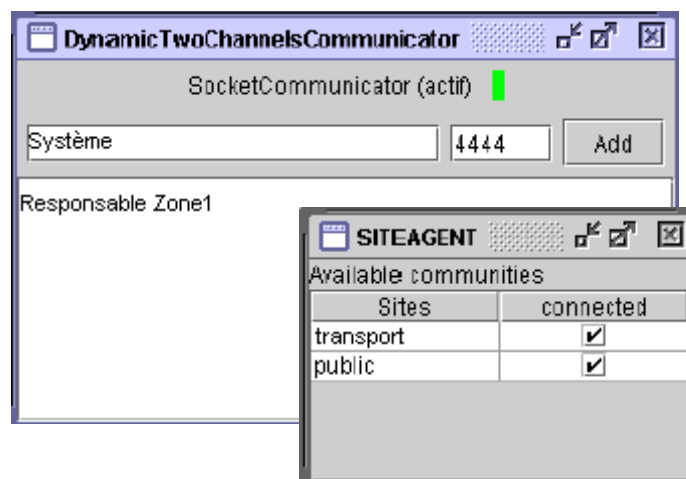 DynamicTwoChannelsCommunicator
SocketCommunicator (actif)
Système 4444 Add
Responsable Zone1
SITEAGENT
Available communities
Sites connected
transport
public